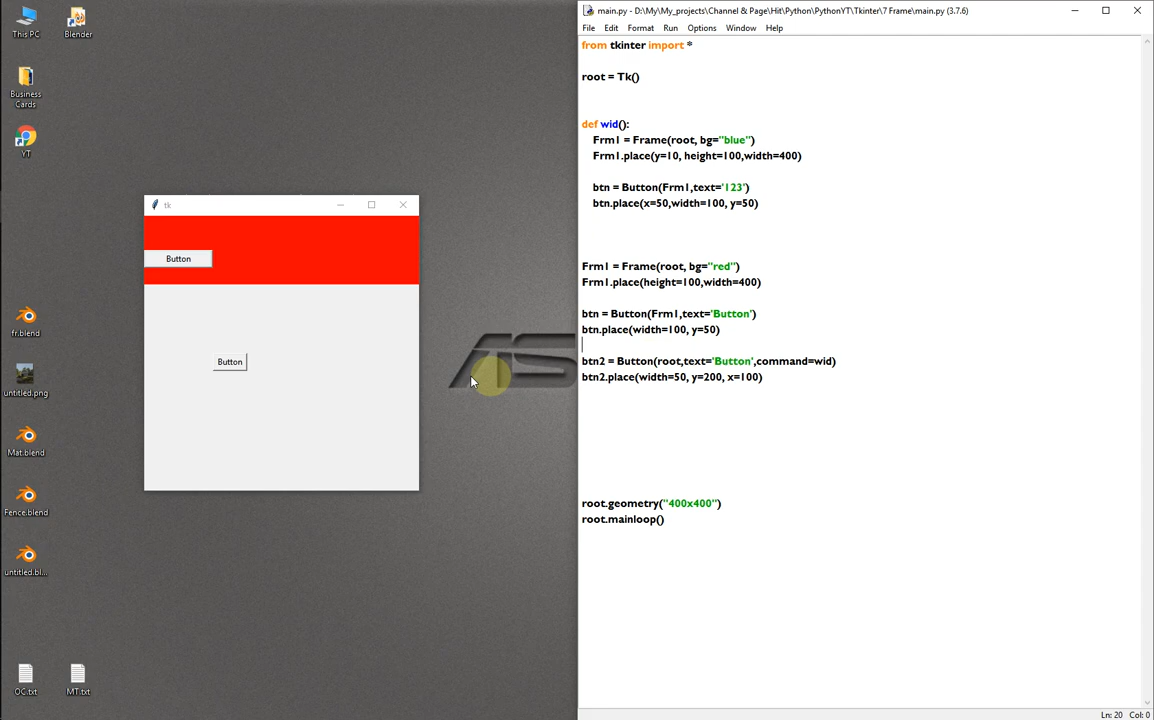 This PC
Blender
Business
Cards
YT
fr.blend
untitled.png
Mat.blend
Fence.blend
untitled.bl...
OC.txt
MT.txt
tk
Button
Button
main.py - D:\My\My_projects\Channel & Page\Hit\Python\PythonYT\Tkinter\7 Frame\main.py (3.7.6)
File Edit Format Run Options Window Help
from tkinter import *
root = Tk()
def wid():
    Frm1 = Frame(root, bg="blue")
    Frm1.place(y=10, height=100,width=400)
    btn = Button(Frm1,text='123')
    btn.place(x=50,width=100, y=50)
Frm1 = Frame(root, bg="red")
Frm1.place(height=100,width=400)
btn = Button(Frm1,text='Button')
btn.place(width=100, y=50)
btn2 = Button(root,text='Button',command=wid)
btn2.place(width=50, y=200, x=100)
root.geometry("400x400")
root.mainloop()
Ln: 20 Col: 0